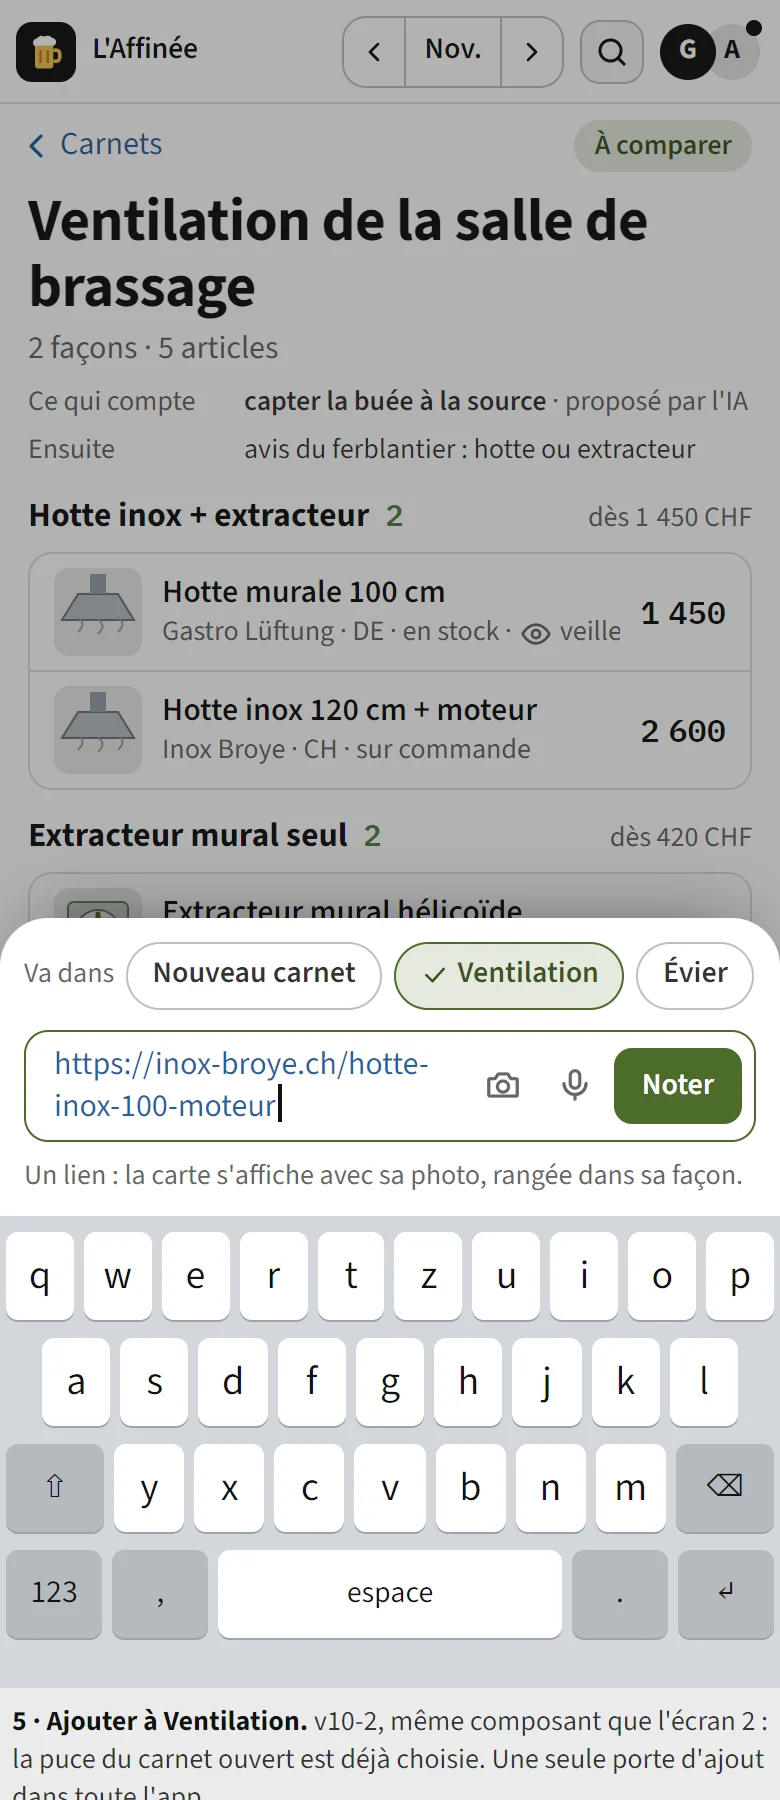 L'Affinée
Nov.
G
A
Carnets
À comparer
Ventilation de la salle de
brassage
2 façons · 5 articles
Ce qui compte capter la buée à la source · proposé par l'IA
Ensuite avis du ferblantier : hotte ou extracteur
Hotte inox + extracteur 2 dès 1 450 CHF
Hotte murale 100 cm
Gastro Lüftung · DE · en stock · veille
1 450
Hotte inox 120 cm + moteur
Inox Broye · CH · sur commande
2 600
Extracteur mural seul 2 dès 420 CHF
Extracteur mural hélicoïde
Va dans Nouveau carnet Ventilation Évier
https://inox-broye.ch/hotte-
inox-100-moteur
Noter
Un lien : la carte s'affiche avec sa photo, rangée dans sa façon.
q w e r t z u i o p
a s d f g h j k l
⇧ y x c v b n m ⌫
123 , espace . ↵
5 · Ajouter à Ventilation. v10-2, même composant que l'écran 2 :
la puce du carnet ouvert est déjà choisie. Une seule porte d'ajout
dans toute l'app.